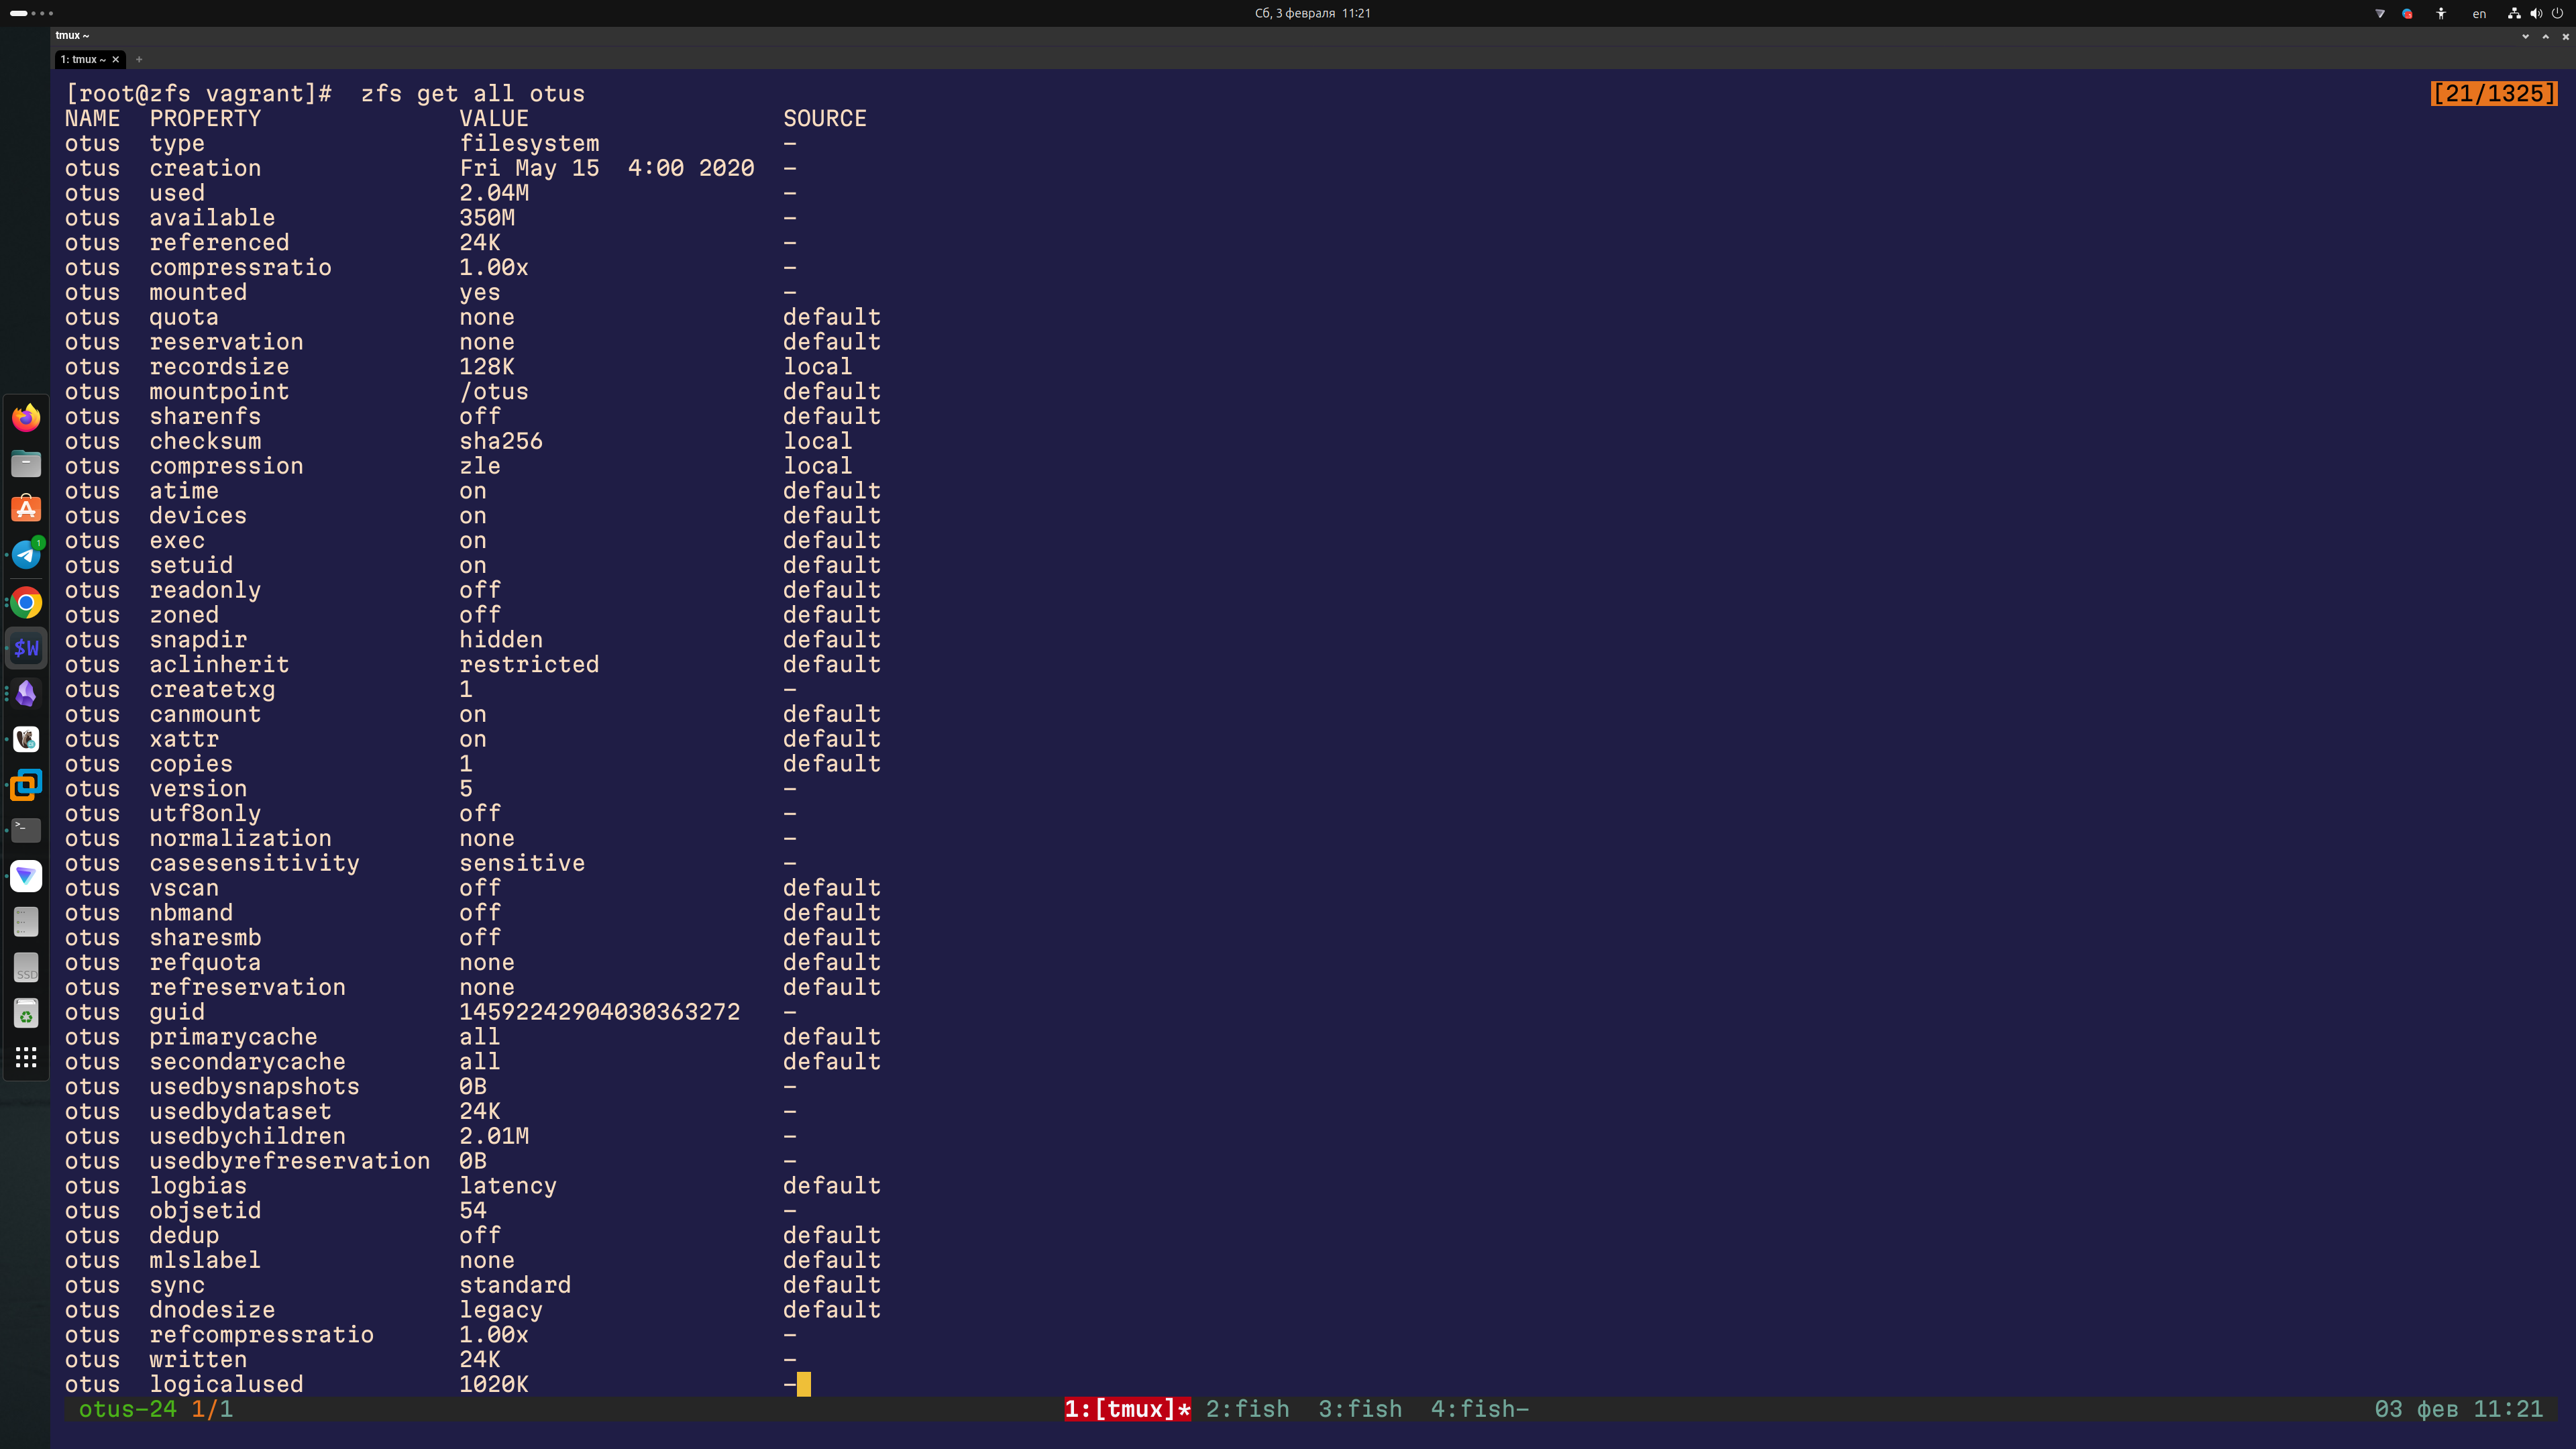 Сб, 3 февраля 11:21
en
tmux ~
1: tmux ~ × +
[root@zfs vagrant]#  zfs get all otus
[21/1325]
NAME  PROPERTY              VALUE                  SOURCE
otus  type                  filesystem             -
otus  creation              Fri May 15  4:00 2020  -
otus  used                  2.04M                  -
otus  available             350M                   -
otus  referenced            24K                    -
otus  compressratio         1.00x                  -
otus  mounted               yes                    -
otus  quota                 none                   default
otus  reservation           none                   default
otus  recordsize            128K                   local
otus  mountpoint            /otus                  default
otus  sharenfs              off                    default
otus  checksum              sha256                 local
otus  compression           zle                    local
otus  atime                 on                     default
otus  devices               on                     default
otus  exec                  on                     default
otus  setuid                on                     default
otus  readonly              off                    default
otus  zoned                 off                    default
otus  snapdir               hidden                 default
otus  aclinherit            restricted             default
otus  createtxg             1                      -
otus  canmount              on                     default
otus  xattr                 on                     default
otus  copies                1                      default
otus  version               5                      -
otus  utf8only              off                    -
otus  normalization         none                   -
otus  casesensitivity       sensitive              -
otus  vscan                 off                    default
otus  nbmand                off                    default
otus  sharesmb              off                    default
otus  refquota              none                   default
otus  refreservation        none                   default
otus  guid                  14592242904030363272   -
otus  primarycache          all                    default
otus  secondarycache        all                    default
otus  usedbysnapshots       0B                     -
otus  usedbydataset         24K                    -
otus  usedbychildren        2.01M                  -
otus  usedbyrefreservation  0B                     -
otus  logbias               latency                default
otus  objsetid              54                     -
otus  dedup                 off                    default
otus  mlslabel              none                   default
otus  sync                  standard               default
otus  dnodesize             legacy                 default
otus  refcompressratio      1.00x                  -
otus  written               24K                    -
otus  logicalused           1020K                  -
otus-24 1/1
1:[tmux]* 2:fish  3:fish  4:fish-
03 фев 11:21
1
$W
>_
SSD